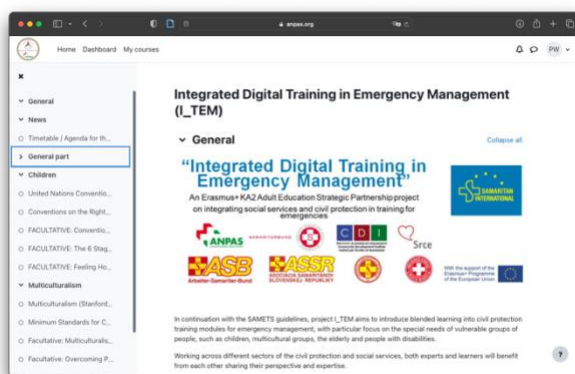 anpas.org
Home Dashboard My courses
PW
General
News
Timetable / Agenda for th...
General part
Children
United Nations Conventio...
Conventions on the Right...
FACULTATIVE: Conventio...
FACULTATIVE: The 6 Stag...
FACULTATIVE: Feeling Ho...
Multiculturalism
Multiculturalism (Stanford...
Minimum Standards for C...
Facultative: Multiculturalis...
Facultative: Overcoming P...
Integrated Digital Training in Emergency Management
(I_TEM)
General
Collapse all
“Integrated Digital Training in
Emergency Management”
An Erasmus+ KA2 Adult Education Strategic Partnership project
on integrating social services and civil protection in training for
emergencies
SAMARITAN
INTERNATIONAL
ANPAS
SAMARITERBUND
CDI
Srce
ASB
Arbeiter-Samariter-Bund
ASSR
ASOCIÁCIA SAMARITÁNOV
SLOVENSKEJ REPUBLIKY
With the support of the
Erasmus+ Programme
of the European Union
In continuation with the SAMETS guidelines, project I_TEM aims to introduce blended learning into civil protection
training modules for emergency management, with particular focus on the special needs of vulnerable groups of
people, such as children, multicultural groups, the elderly and people with disabilities.
Working across different sectors of the civil protection and social services, both experts and learners will benefit
from each other sharing their perspective and expertise.
?